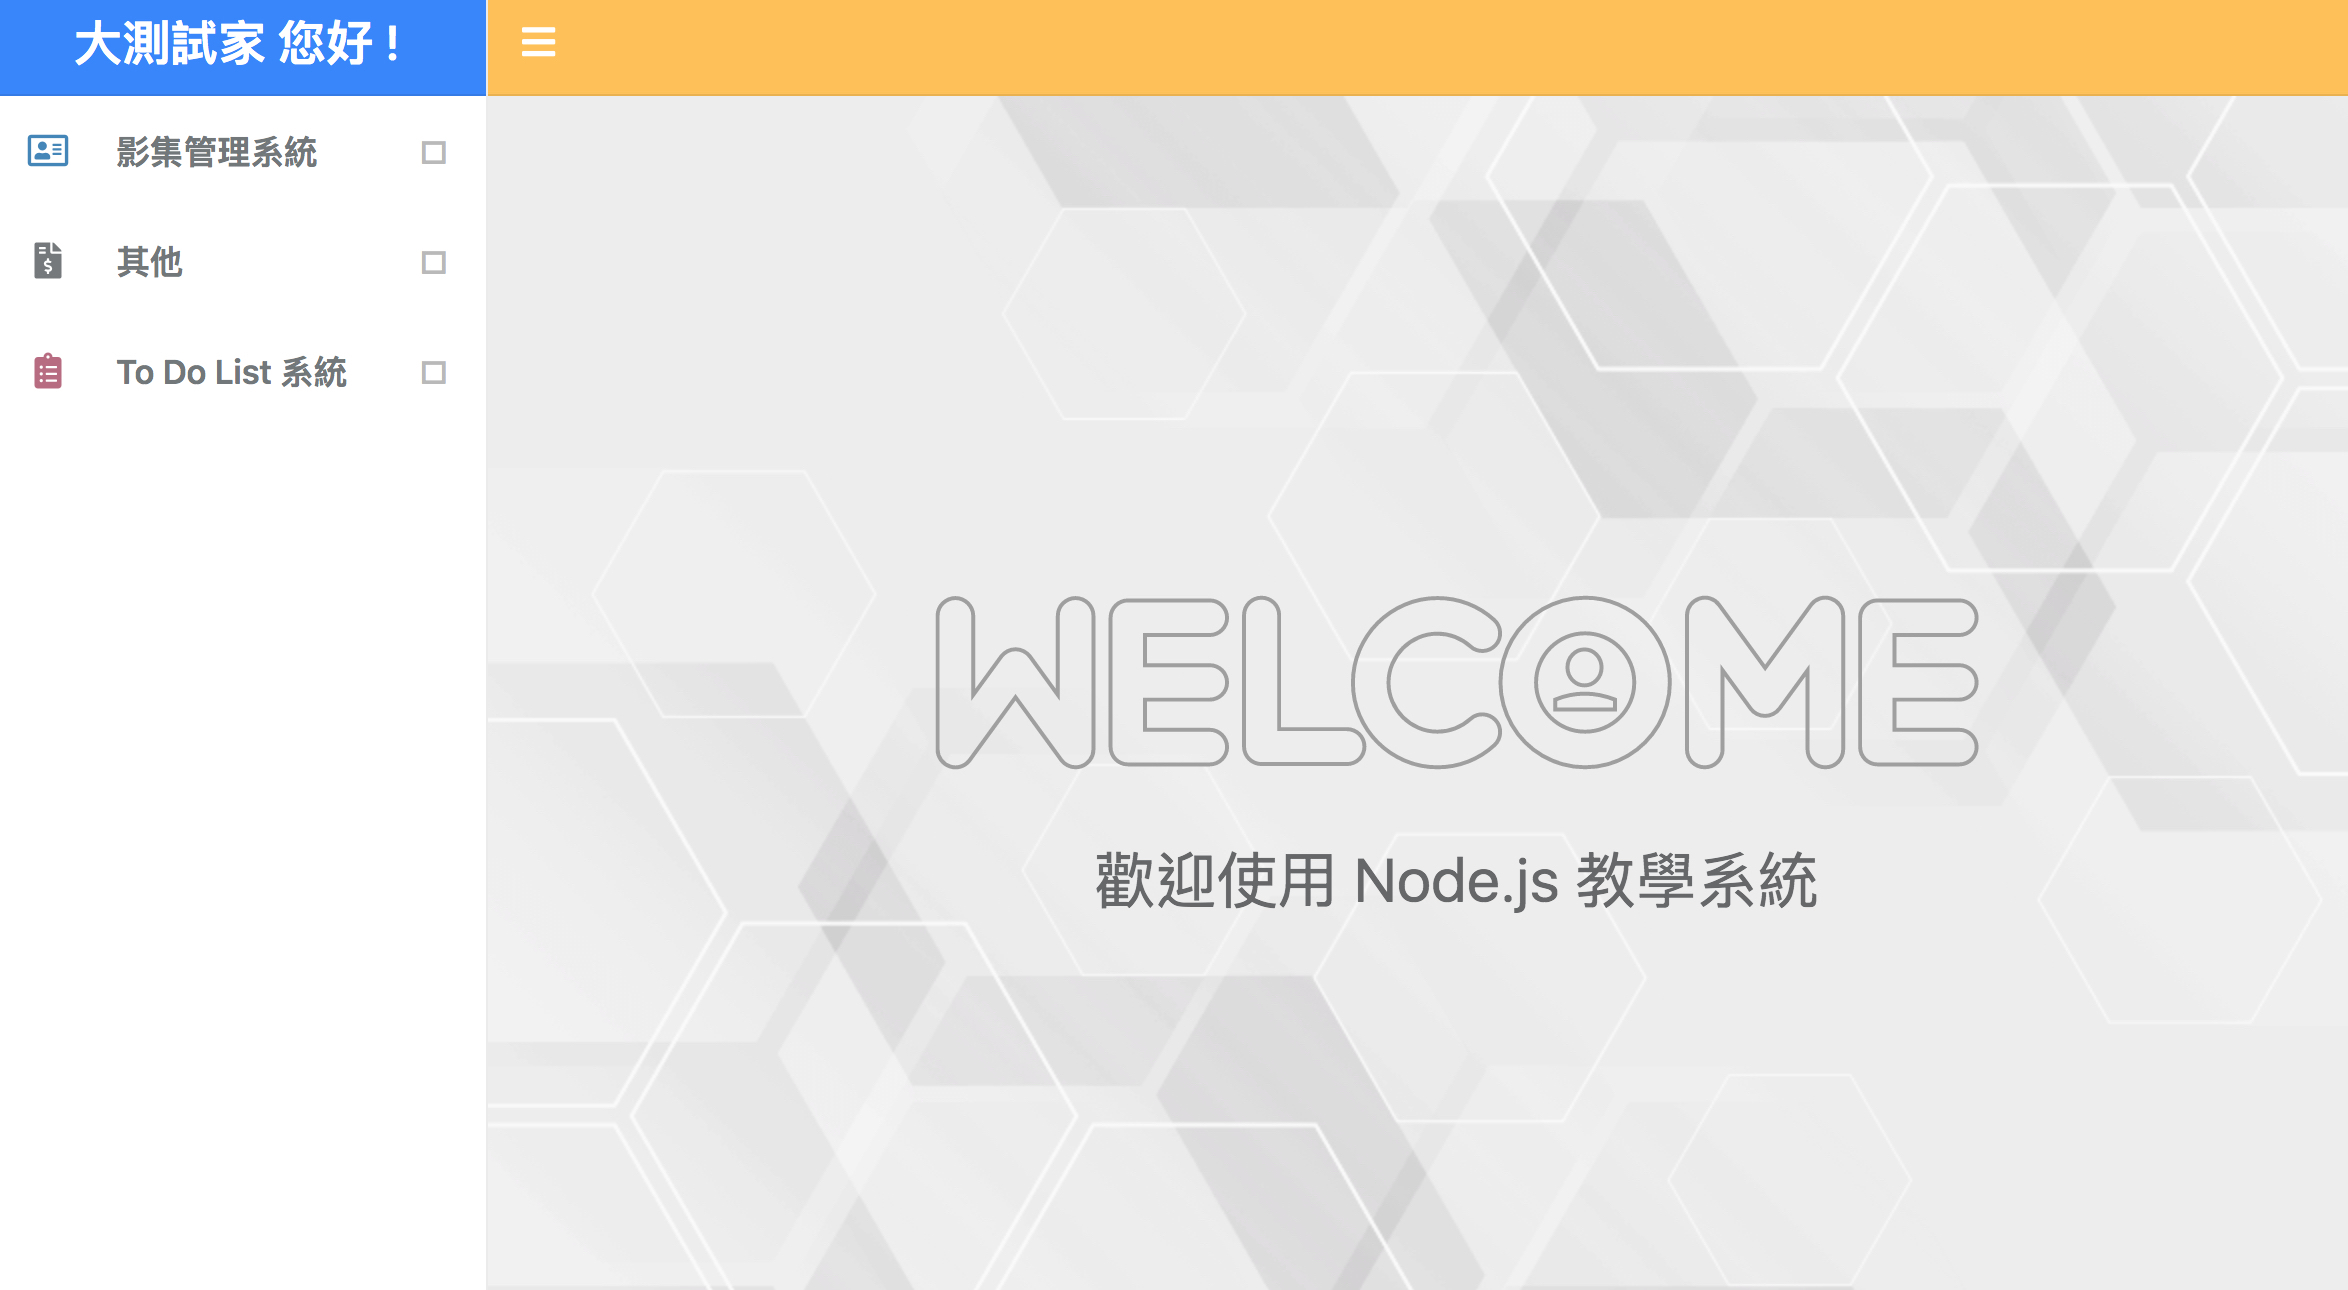 大測試家 您好 !
影集管理系統
其他
To Do List 系統
WELCOME
歡迎使用 Node.js 教學系統